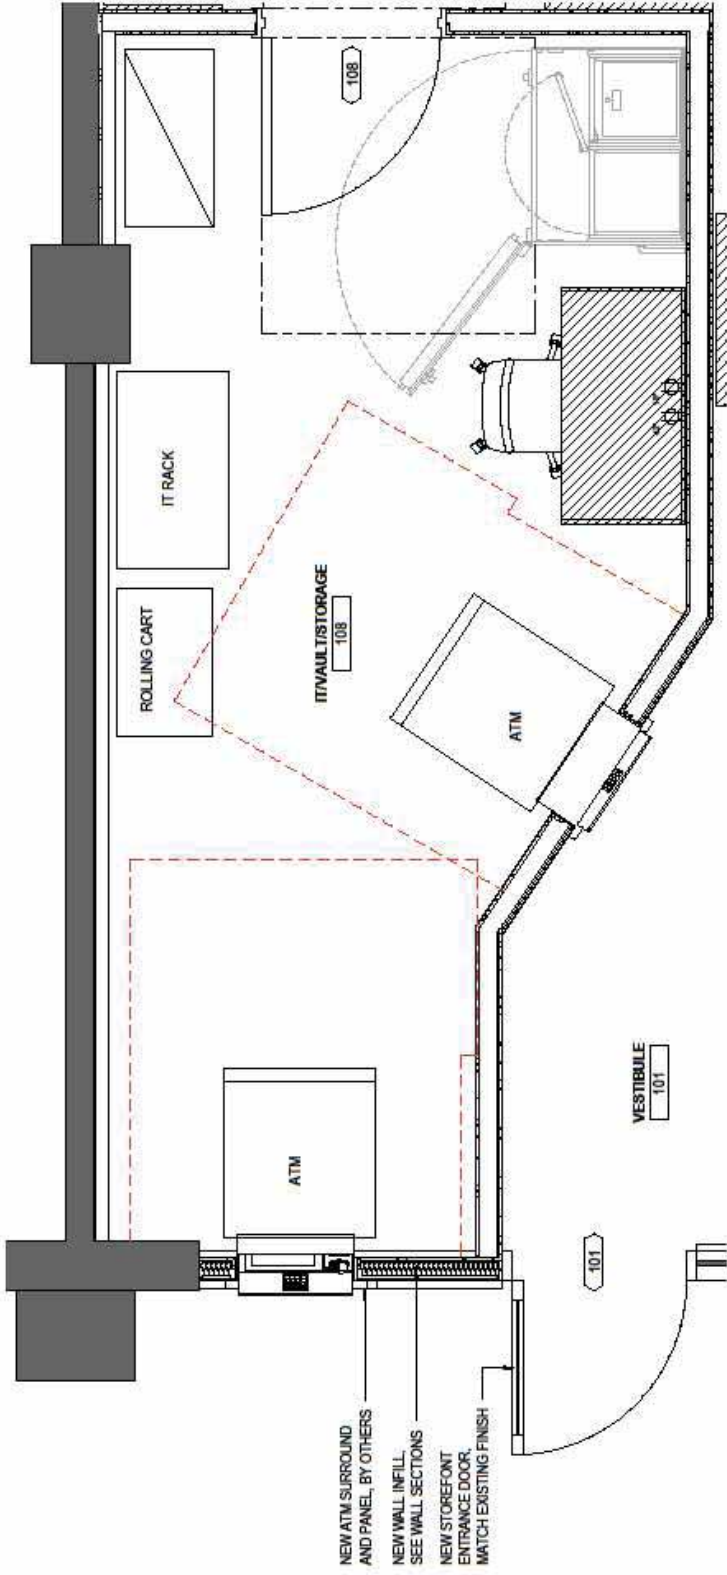 108
IT RACK
ROLLING CART
IT/VAULT/STORAGE
108
ATM
ATM
VESTIBULE
101
101
NEW ATM SURROUND
AND PANEL, BY OTHERS
NEW WALL INFILL,
SEE WALL SECTIONS
NEW STOREFONT
ENTRANCE DOOR,
MATCH EXISTING FINISH